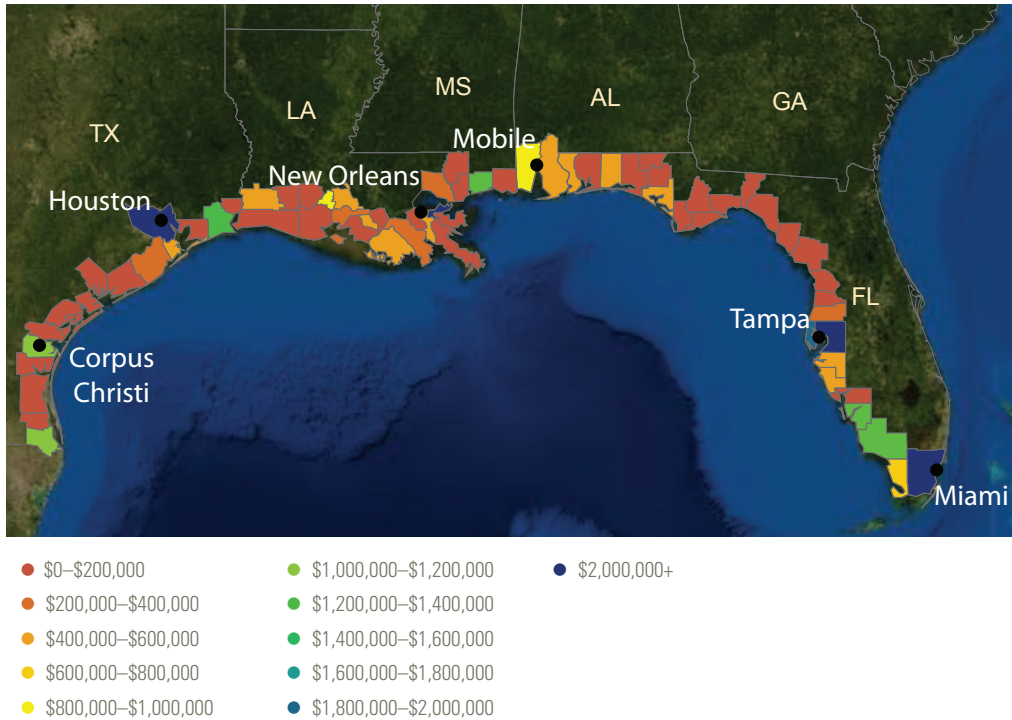 MS
AL
GA
LA
TX
Mobile
New Orleans
Houston
FL
Tampa
Corpus
Christi
Miami
$0–$200,000
$200,000–$400,000
$400,000–$600,000
$600,000–$800,000
$800,000–$1,000,000
$1,000,000–$1,200,000
$1,200,000–$1,400,000
$1,400,000–$1,600,000
$1,600,000–$1,800,000
$1,800,000–$2,000,000
$2,000,000+